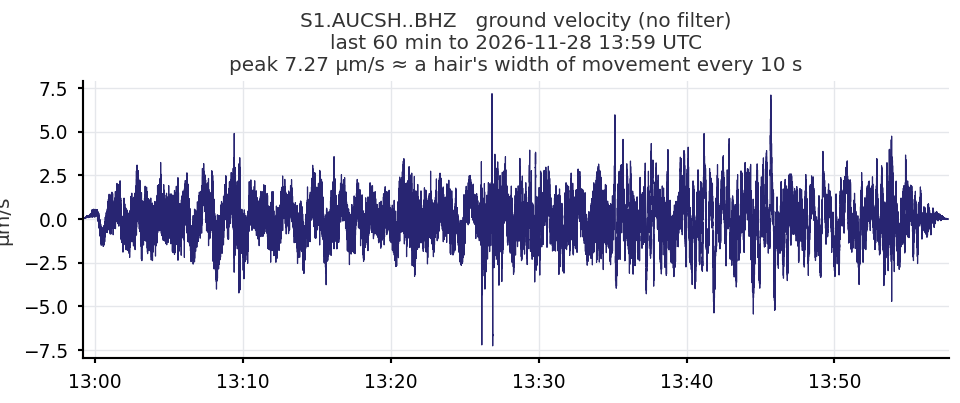 S1.AUCSH..BHZ   ground velocity (no filter)
last 60 min to 2026-11-28 13:59 UTC
peak 7.27 µm/s ≈ a hair's width of movement every 10 s
7.5
5.0
2.5
0.0
−2.5
−5.0
−7.5
µm/s
13:00 13:10 13:20 13:30 13:40 13:50